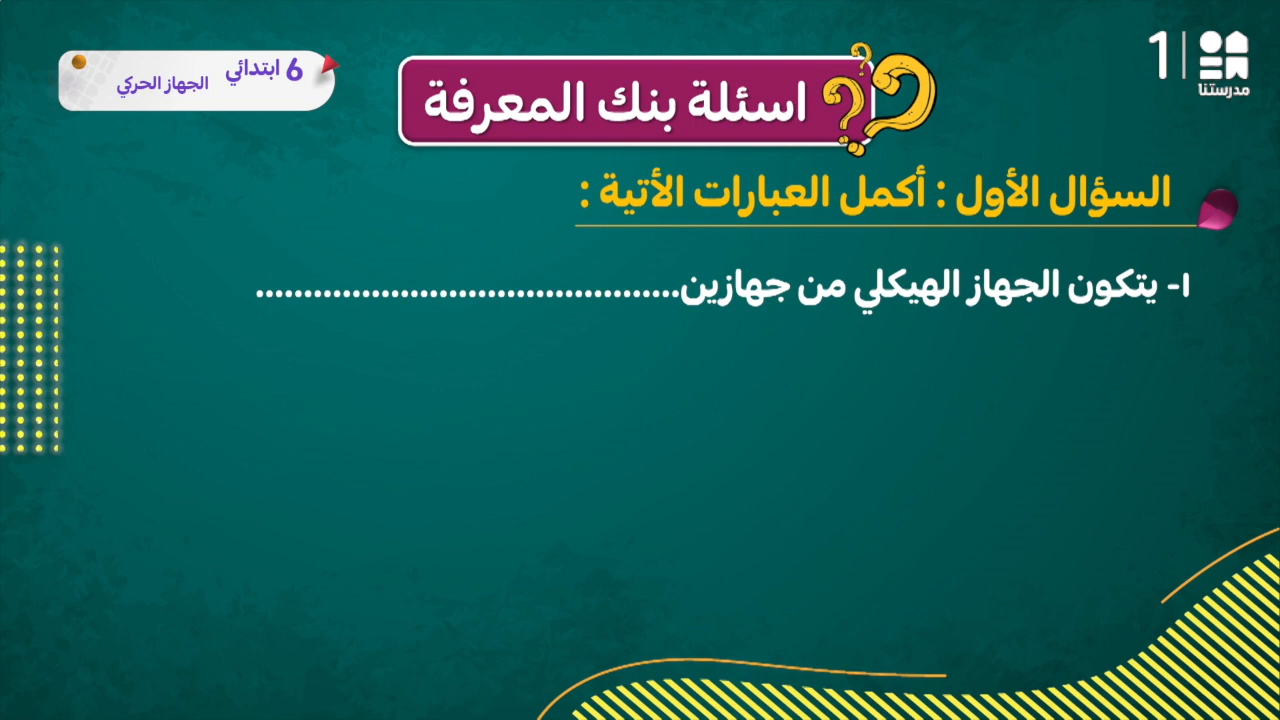 1
مدرستنا
6 ابتدائي
الجهاز الحركي
اسئلة بنك المعرفة
السؤال الأول : أكمل العبارات الأتية :
١- يتكون الجهاز الهيكلي من جهازين............................................